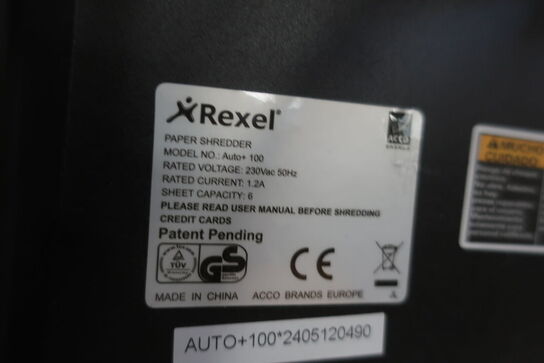 Rexel
acco
BRANDS
PAPER SHREDDER
MODEL NO.: Auto+ 100
RATED VOLTAGE: 230Vac 50Hz
RATED CURRENT: 1.2A
SHEET CAPACITY: 6
PLEASE READ USER MANUAL BEFORE SHREDDING
CREDIT CARDS
Patent Pending
TÜV
GS
CE
MADE IN CHINA ACCO BRANDS EUROPE
AUTO+100*2405120490
MUCHO
CUIDADO